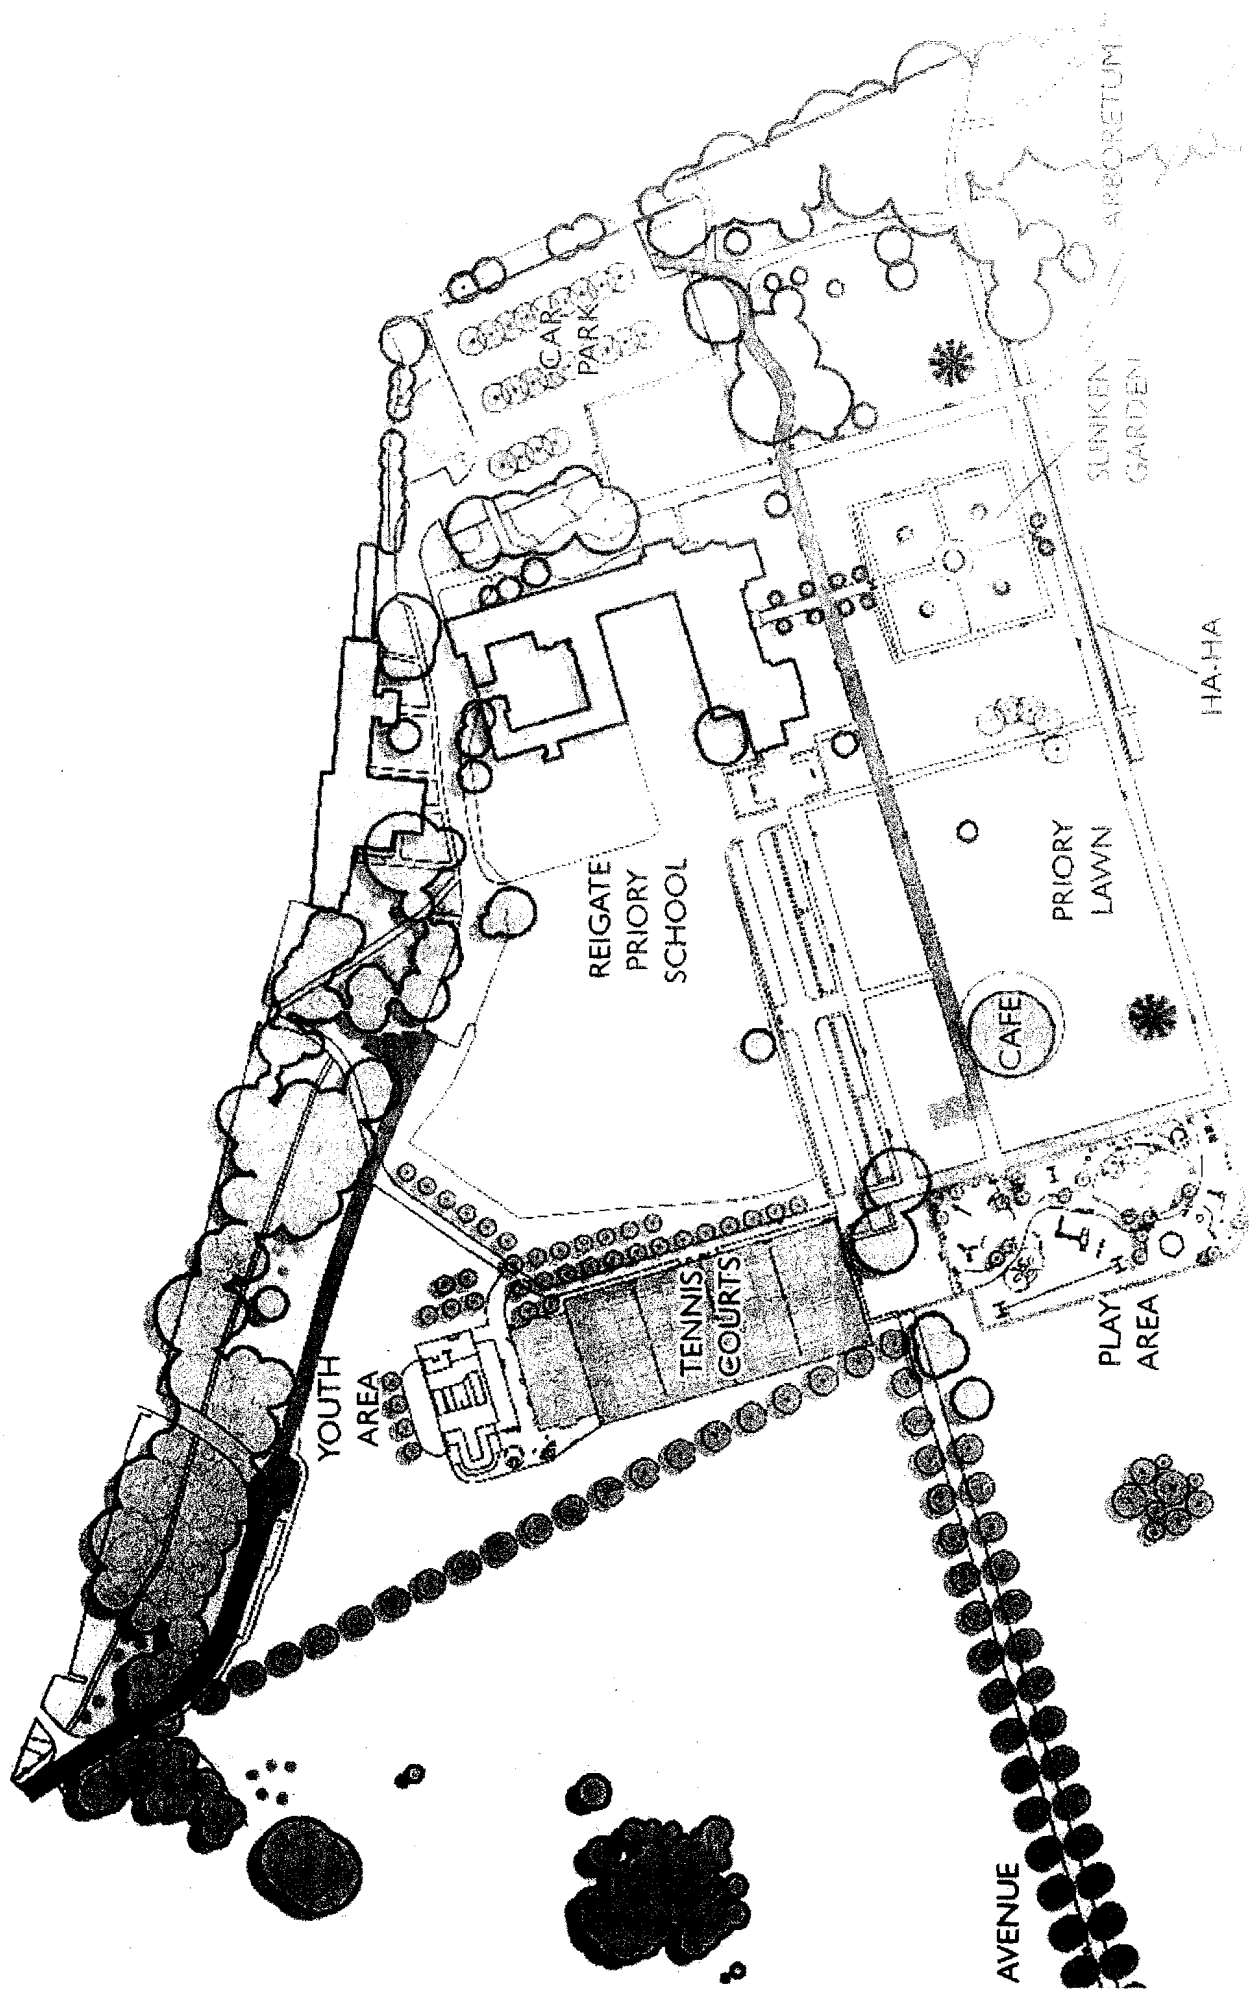 CAR
PARK
ARBORETUM
SUNKEN
GARDEN
HA-HA
REIGATE
PRIORY
SCHOOL
PRIORY
LAWN
CAFE
YOUTH
AREA
TENNIS
COURTS
PLAY
AREA
AVENUE